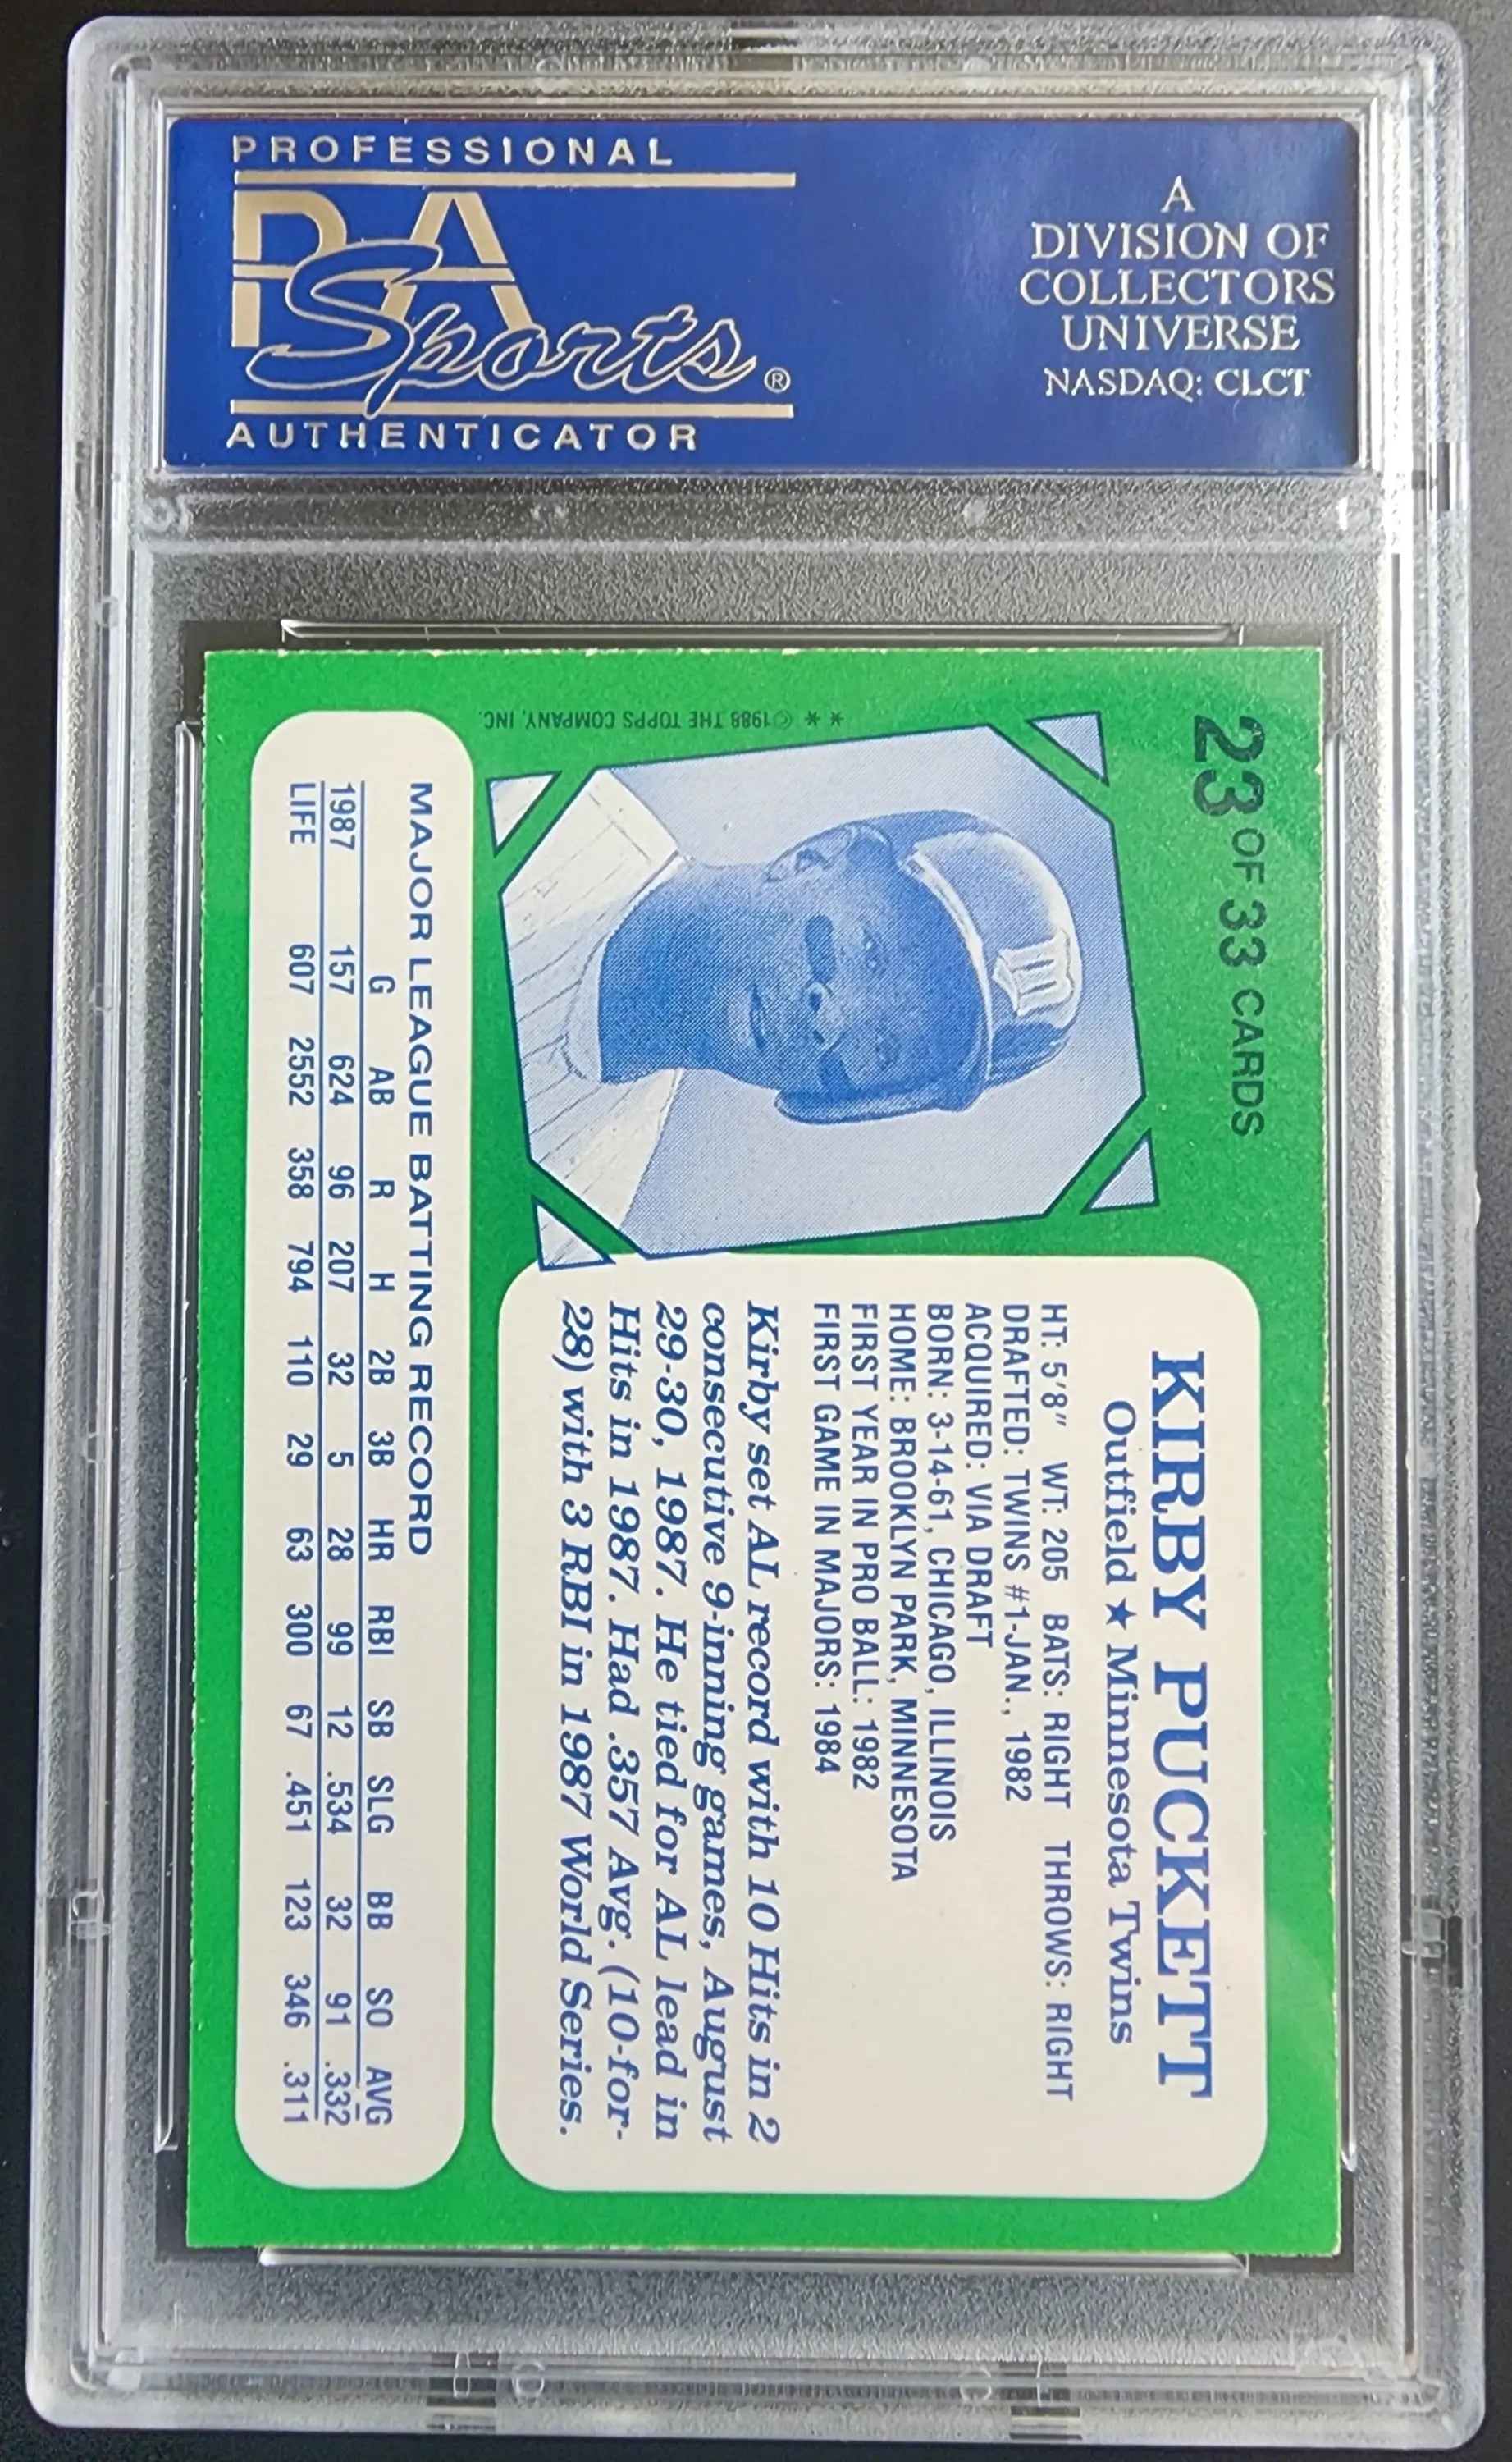 PROFESSIONAL
PSA
Sports®
AUTHENTICATOR
A
DIVISION OF
COLLECTORS
UNIVERSE
NASDAQ: CLCT
23 OF 33 CARDS
KIRBY PUCKETT
Outfield ★ Minnesota Twins
HT: 5'8" WT: 205 BATS: RIGHT THROWS: RIGHT
DRAFTED: TWINS #1-JAN., 1982
ACQUIRED: VIA DRAFT
BORN: 3-14-61, CHICAGO, ILLINOIS
HOME: BROOKLYN PARK, MINNESOTA
FIRST YEAR IN PRO BALL: 1982
FIRST GAME IN MAJORS: 1984
Kirby set AL record with 10 Hits in 2
consecutive 9-inning games, August
29-30, 1987. He tied for AL lead in
Hits in 1987. Had .357 Avg. (10-for-
28) with 3 RBI in 1987 World Series.
M
* * © 1988 THE TOPPS COMPANY, INC.
MAJOR LEAGUE BATTING RECORD
G AB R H 2B 3B HR RBI SB SLG BB SO AVG
1987 157 624 96 207 32 5 28 99 12 .534 32 91 .332
LIFE 607 2552 358 794 110 29 63 300 67 .451 123 346 .311